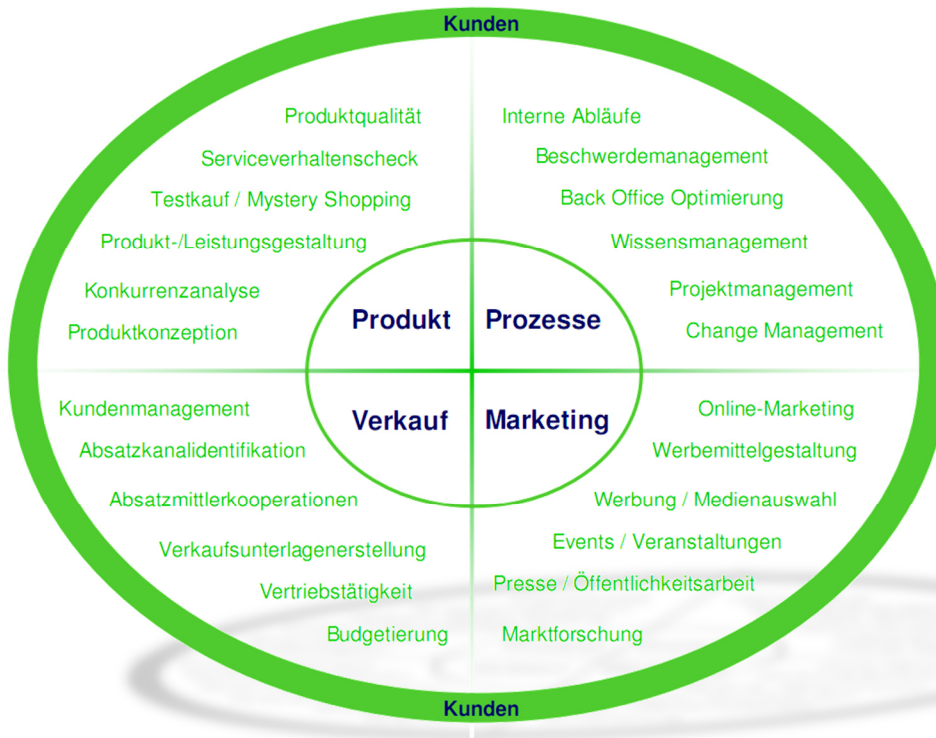 Kunden
Produktqualität
Serviceverhaltenscheck
Testkauf / Mystery Shopping
Produkt-/Leistungsgestaltung
Konkurrenzanalyse
Produktkonzeption
Interne Abläufe
Beschwerdemanagement
Back Office Optimierung
Wissensmanagement
Projektmanagement
Change Management
Produkt
Prozesse
Verkauf
Marketing
Kundenmanagement
Absatzkanalidentifikation
Absatzmittlerkooperationen
Verkaufsunterlagenerstellung
Vertriebstätigkeit
Budgetierung
Online-Marketing
Werbemittelgestaltung
Werbung / Medienauswahl
Events / Veranstaltungen
Presse / Öffentlichkeitsarbeit
Marktforschung
Kunden